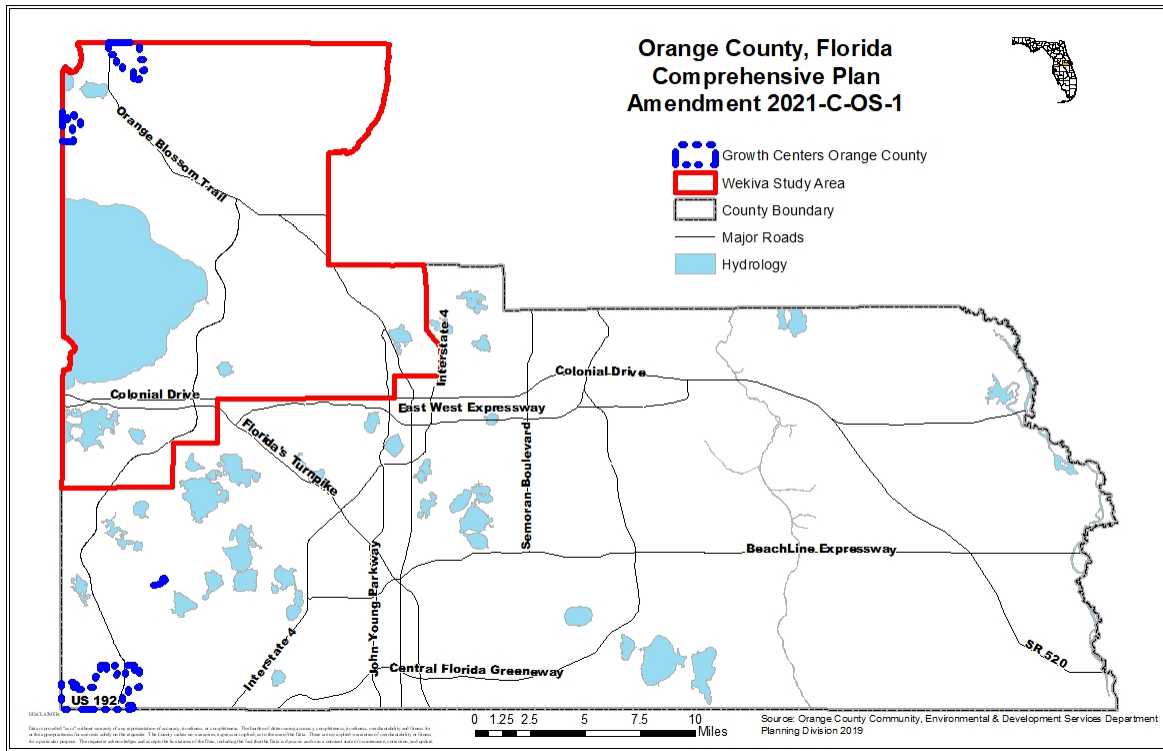 Orange County, Florida
Comprehensive Plan
Amendment 2021-C-OS-1
Growth Centers Orange County
Wekiva Study Area
County Boundary
Major Roads
Hydrology
Orange Blossom Trail
Interstate 4
Colonial Drive
Colonial Drive
East West Expressway
Florida's Turnpike
Semoran Boulevard
BeachLine Expressway
John Young Parkway
Interstate 4
Central Florida Greeneway
SR 520
US 192
DISCLAIMER:
0 1.25 2.5 5 7.5 10
Miles
Source: Orange County Community, Environmental & Development Services Department
Planning Division 2019